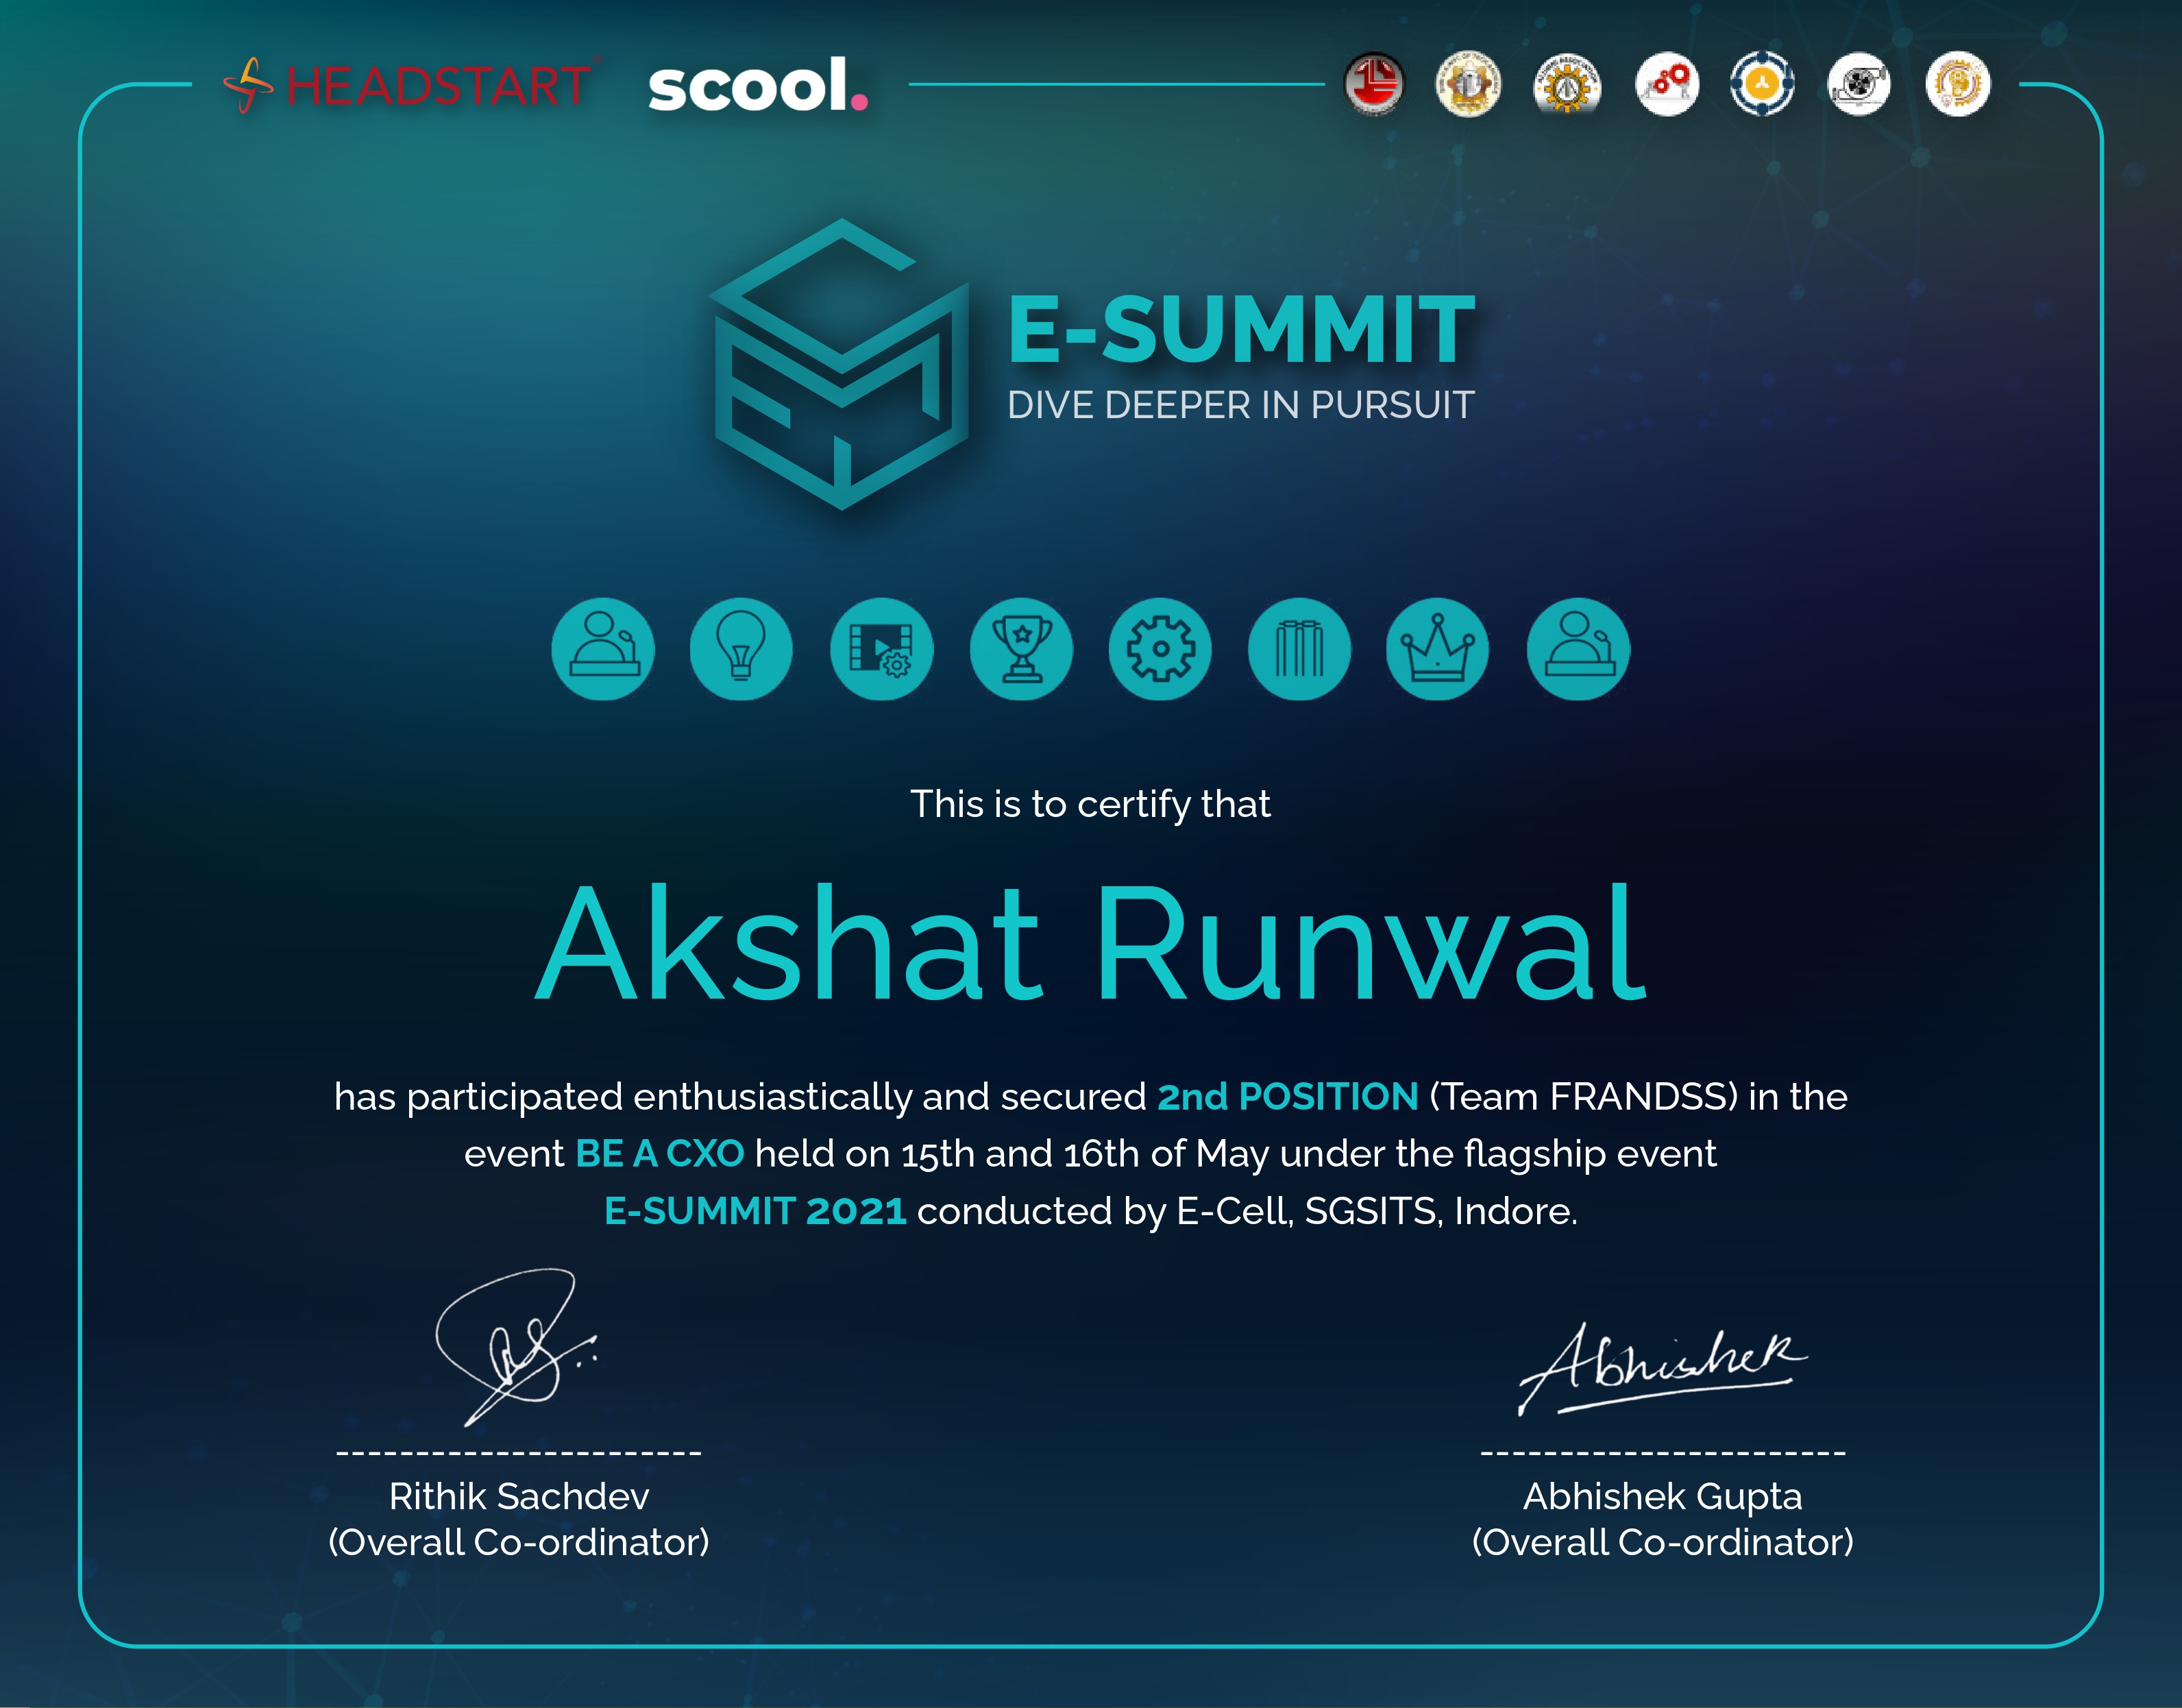 HEADSTART
scool.
E-SUMMIT
DIVE DEEPER IN PURSUIT
This is to certify that
Akshat Runwal
has participated enthusiastically and secured 2nd POSITION (Team FRANDSS) in the
event BE A CXO held on 15th and 16th of May under the flagship event
E-SUMMIT 2021 conducted by E-Cell, SGSITS, Indore.
Abhishek
Rithik Sachdev
(Overall Co-ordinator)
Abhishek Gupta
(Overall Co-ordinator)